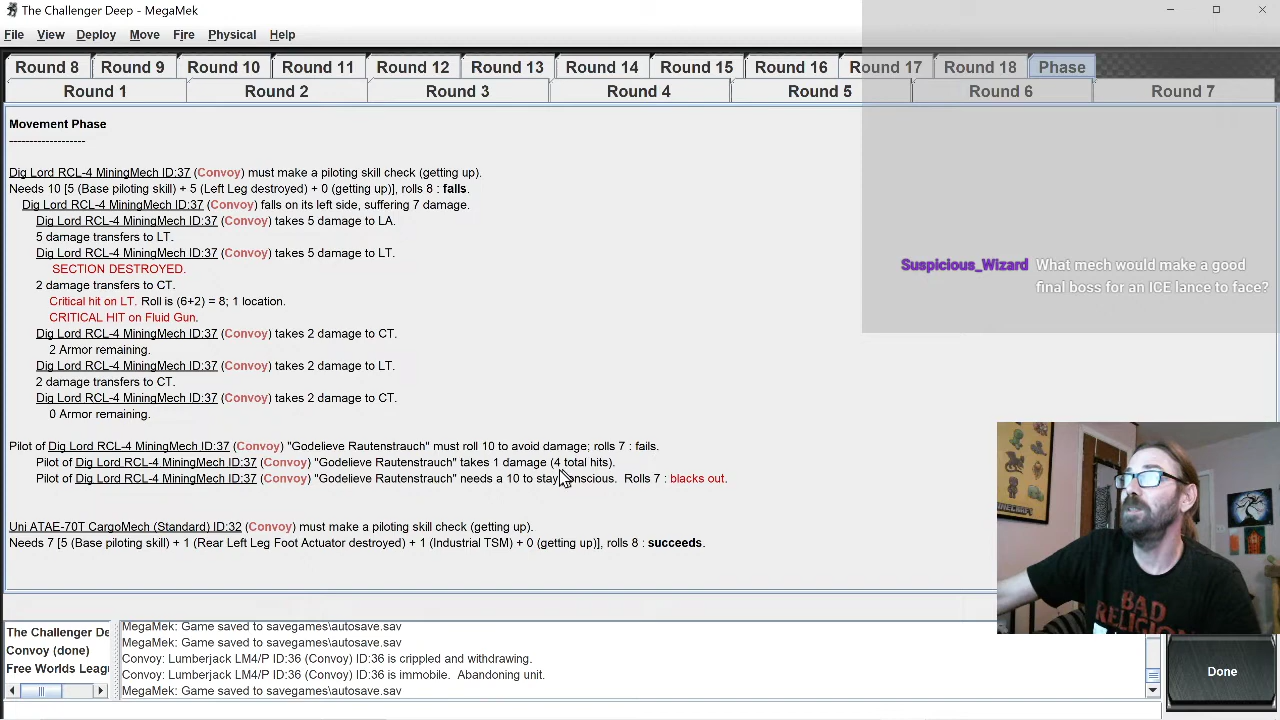 The Challenger Deep - MegaMek
File View Deploy Move Fire Physical Help
Round 8 Round 9 Round 10 Round 11 Round 12 Round 13 Round 14 Round 15 Round 16 Round 17 Round 18 Phase
Round 1 Round 2 Round 3 Round 4 Round 5 Round 6 Round 7
Movement Phase
-------------------
Dig Lord RCL-4 MiningMech ID:37 (Convoy) must make a piloting skill check (getting up).
Needs 10 [5 (Base piloting skill) + 5 (Left Leg destroyed) + 0 (getting up)], rolls 8 : falls.
Dig Lord RCL-4 MiningMech ID:37 (Convoy) falls on its left side, suffering 7 damage.
Dig Lord RCL-4 MiningMech ID:37 (Convoy) takes 5 damage to LA.
5 damage transfers to LT.
Dig Lord RCL-4 MiningMech ID:37 (Convoy) takes 5 damage to LT.
SECTION DESTROYED.
2 damage transfers to CT.
Critical hit on LT. Roll is (6+2) = 8; 1 location.
CRITICAL HIT on Fluid Gun.
Dig Lord RCL-4 MiningMech ID:37 (Convoy) takes 2 damage to CT.
2 Armor remaining.
Dig Lord RCL-4 MiningMech ID:37 (Convoy) takes 2 damage to LT.
2 damage transfers to CT.
Dig Lord RCL-4 MiningMech ID:37 (Convoy) takes 2 damage to CT.
0 Armor remaining.
Pilot of Dig Lord RCL-4 MiningMech ID:37 (Convoy) "Godelieve Rautenstrauch" must roll 10 to avoid damage; rolls 7 : fails.
Pilot of Dig Lord RCL-4 MiningMech ID:37 (Convoy) "Godelieve Rautenstrauch" takes 1 damage (4 total hits).
Pilot of Dig Lord RCL-4 MiningMech ID:37 (Convoy) "Godelieve Rautenstrauch" needs a 10 to stay conscious. Rolls 7 : blacks out.
Uni ATAE-70T CargoMech (Standard) ID:32 (Convoy) must make a piloting skill check (getting up).
Needs 7 [5 (Base piloting skill) + 1 (Rear Left Leg Foot Actuator destroyed) + 1 (Industrial TSM) + 0 (getting up)], rolls 8 : succeeds.
Suspicious_Wizard What mech would make a good
final boss for an ICE lance to face?
BAD
RELIGION
The Challenger De
Convoy (done)
Free Worlds Leag
MegaMek: Game saved to savegames\autosave.sav
MegaMek: Game saved to savegames\autosave.sav
Convoy: Lumberjack LM4/P ID:36 (Convoy) ID:36 is crippled and withdrawing.
Convoy: Lumberjack LM4/P ID:36 (Convoy) ID:36 is immobile. Abandoning unit.
MegaMek: Game saved to savegames\autosave.sav
Done